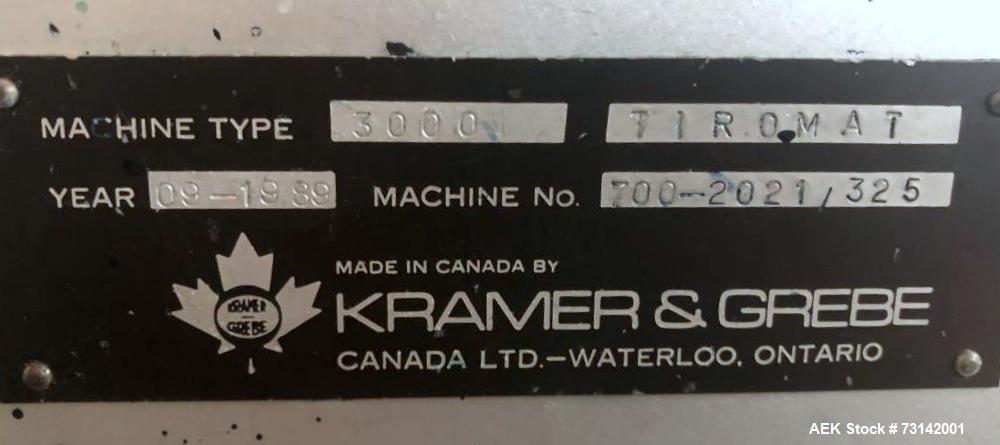 MACHINE TYPE 3000 TIROMAT
YEAR 09-1989 MACHINE No. 700-2021/325
MADE IN CANADA BY
KRAMER & GREBE
KRAMER
GREBE
CANADA LTD.-WATERLOO, ONTARIO
AEK Stock # 73142001